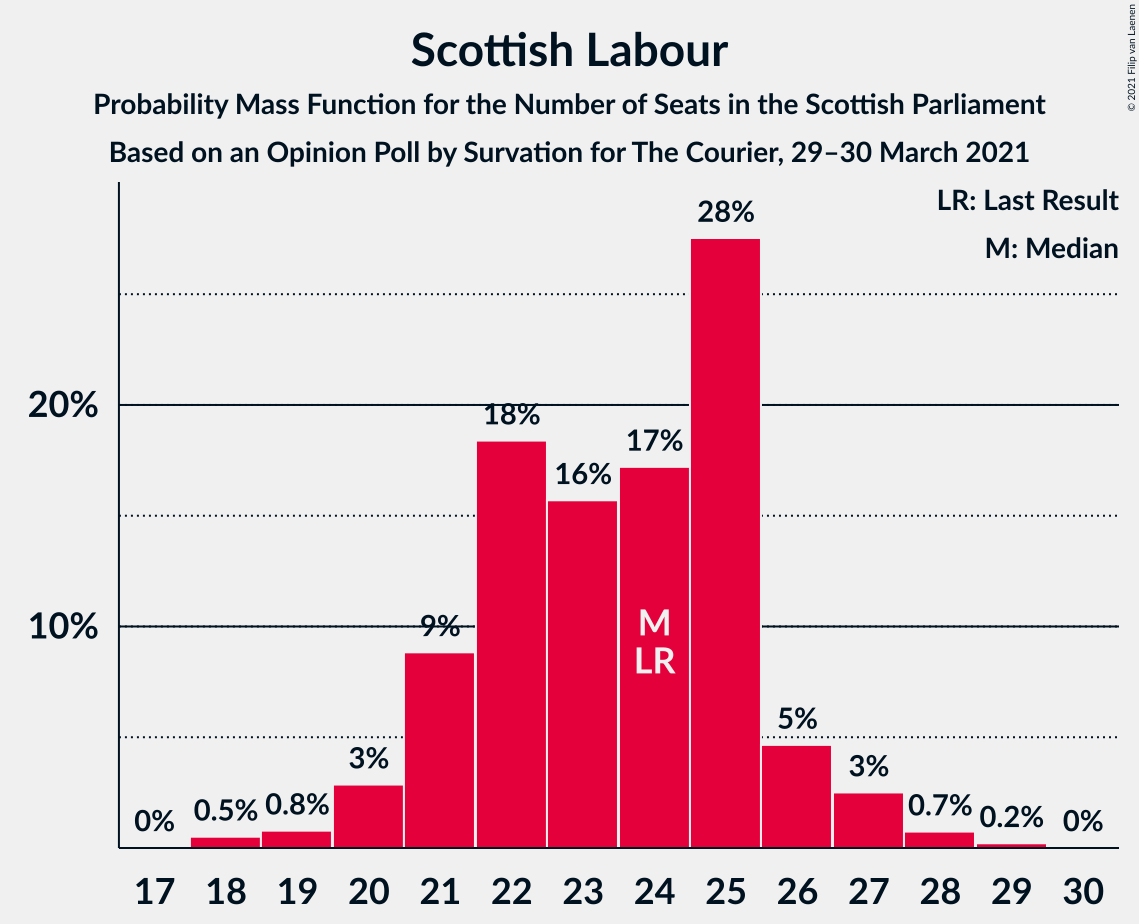 Scottish Labour
Probability Mass Function for the Number of Seats in the Scottish Parliament
Based on an Opinion Poll by Survation for The Courier, 29–30 March 2021
© 2021 Filip van Laenen
LR: Last Result
M: Median
28%
20%
18%
17%
16%
10%
9%
M
LR
5%
3%
3%
0%
0.5%
0.8%
0.7%
0.2%
0%
17 18 19 20 21 22 23 24 25 26 27 28 29 30